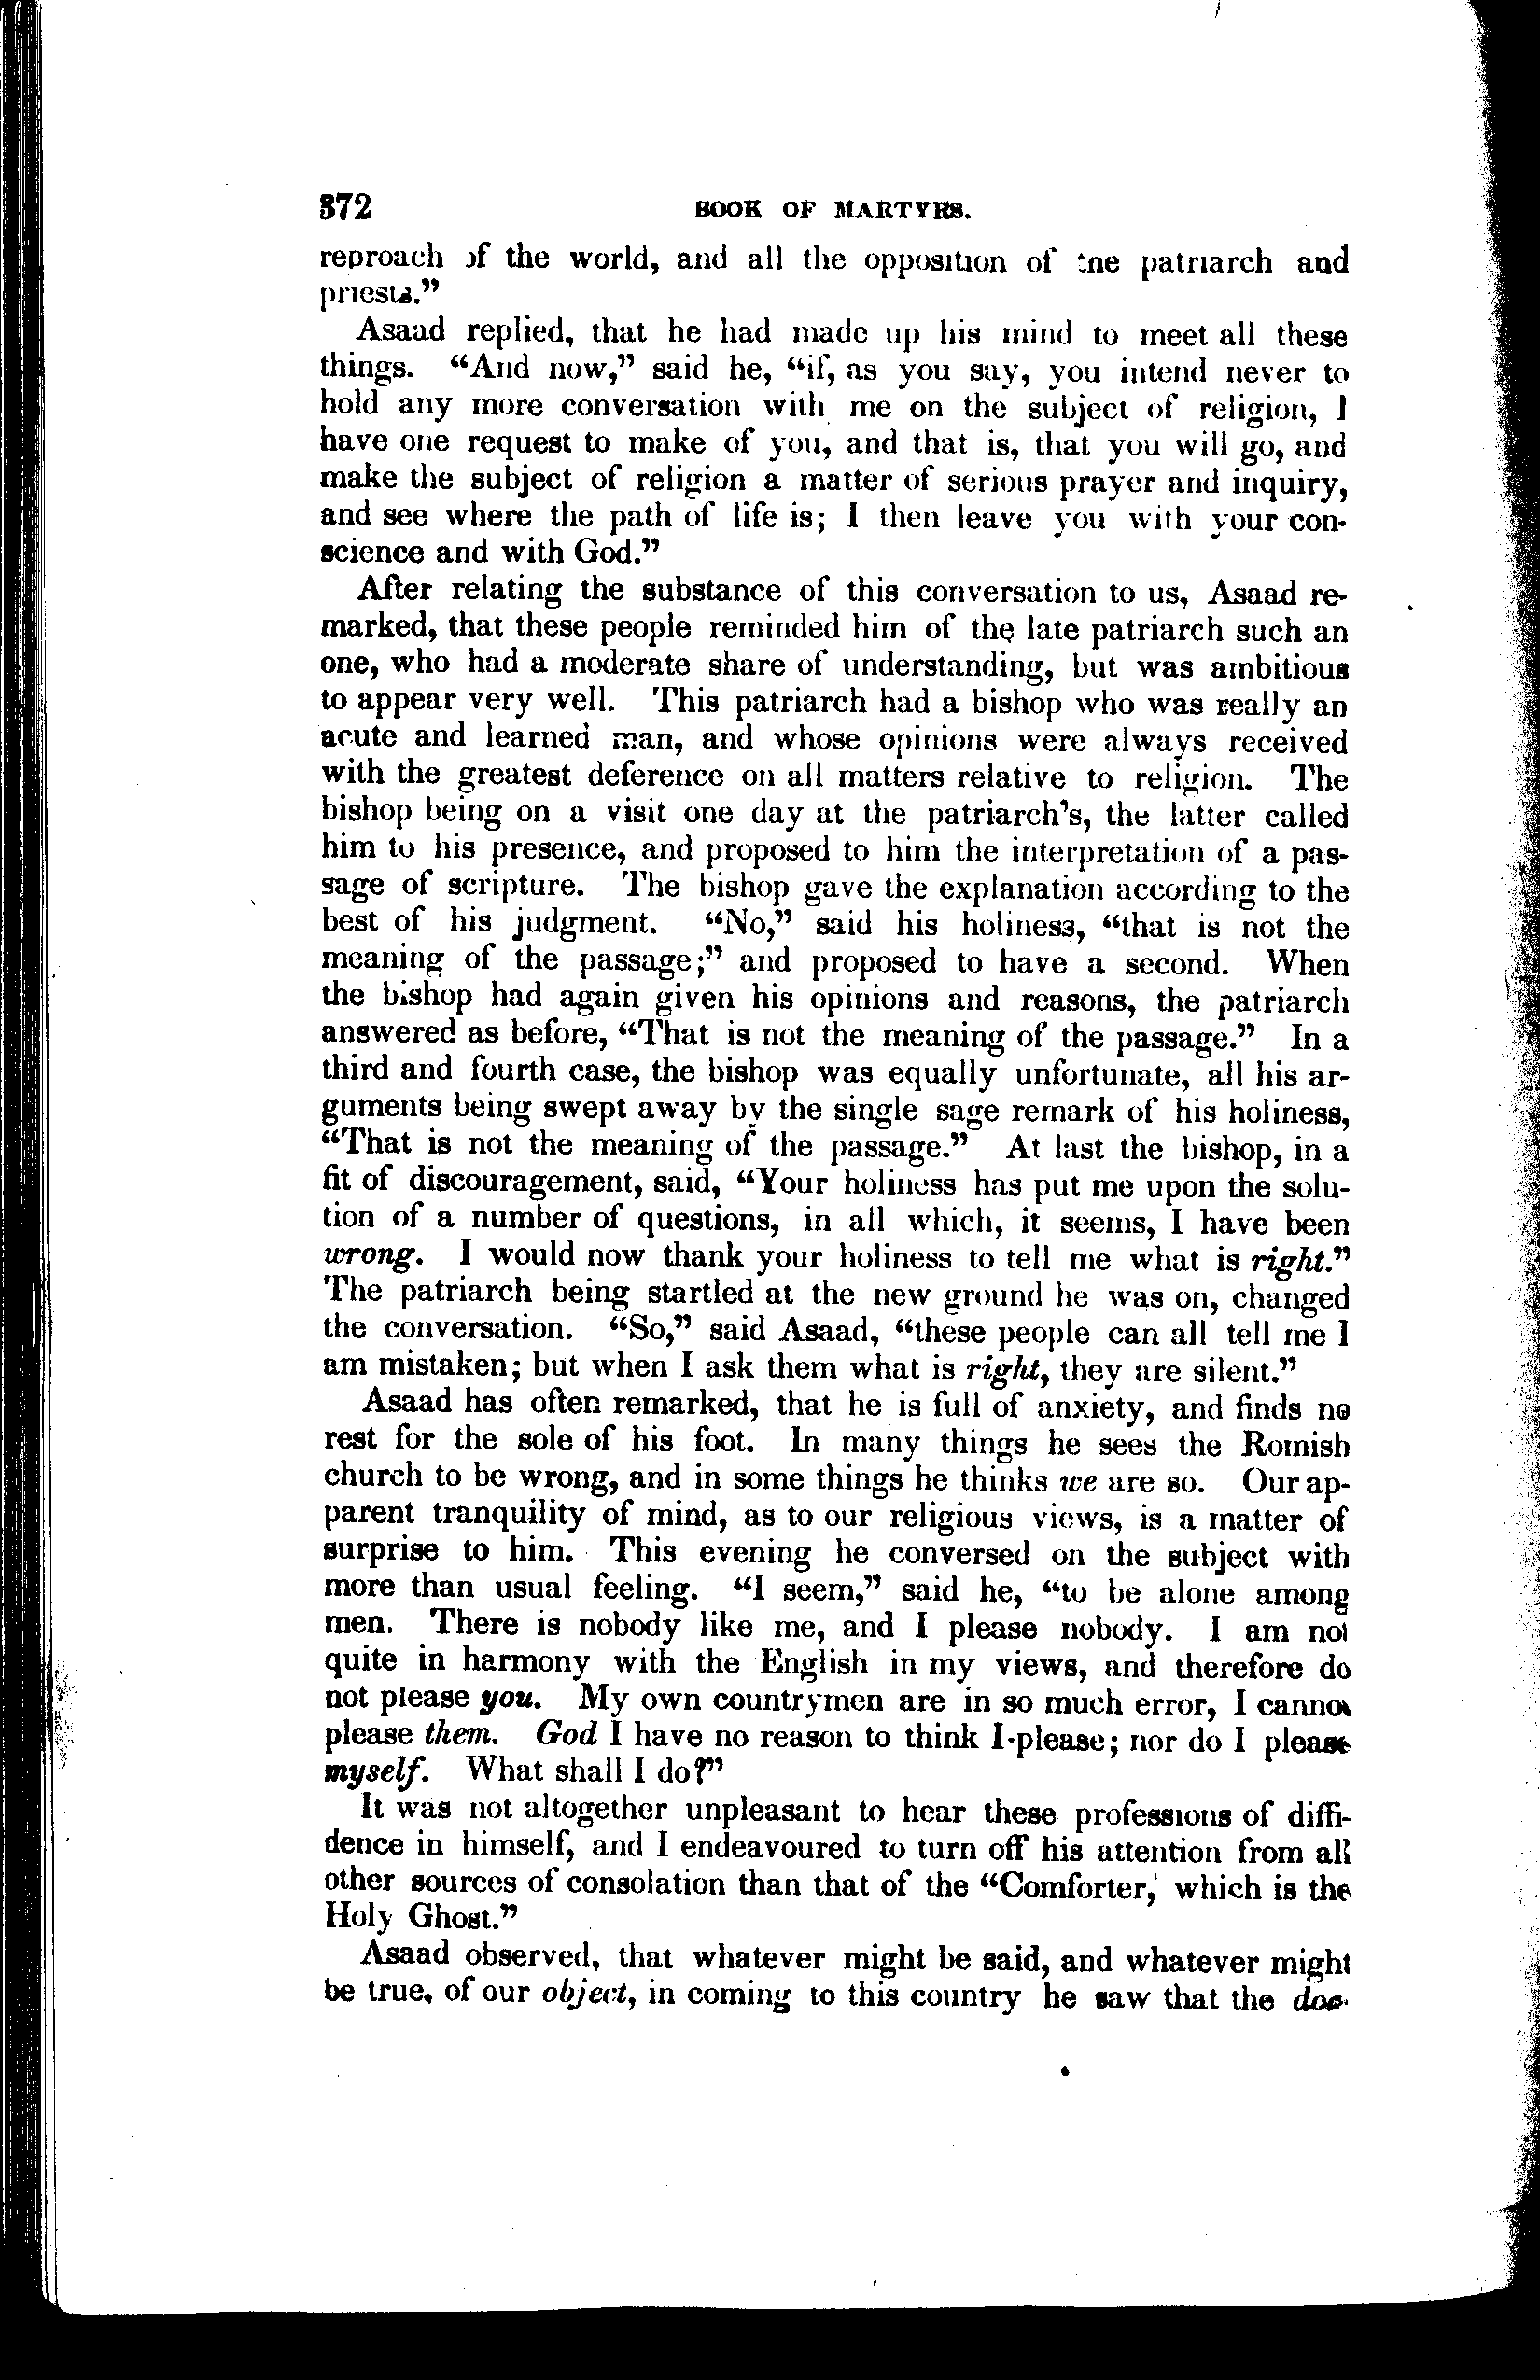 372 BOOK OF MARTYRS.
reproach of the world, and all the opposition of the patriarch and
priests."
Asaad replied, that he had made up his mind to meet all these
things. "And now," said he, "if, as you say, you intend never to
hold any more conversation with me on the subject of religion, I
have one request to make of you, and that is, that you will go, and
make the subject of religion a matter of serious prayer and inquiry,
and see where the path of life is; I then leave you with your con-
science and with God."
After relating the substance of this conversation to us, Asaad re-
marked, that these people reminded him of the late patriarch such an
one, who had a moderate share of understanding, but was ambitious
to appear very well. This patriarch had a bishop who was really an
acute and learned man, and whose opinions were always received
with the greatest deference on all matters relative to religion. The
bishop being on a visit one day at the patriarch's, the latter called
him to his presence, and proposed to him the interpretation of a pas-
sage of scripture. The bishop gave the explanation according to the
best of his judgment. "No," said his holiness, "that is not the
meaning of the passage;" and proposed to have a second. When
the bishop had again given his opinions and reasons, the patriarch
answered as before, "That is not the meaning of the passage." In a
third and fourth case, the bishop was equally unfortunate, all his ar-
guments being swept away by the single sage remark of his holiness,
"That is not the meaning of the passage." At last the bishop, in a
fit of discouragement, said, "Your holiness has put me upon the solu-
tion of a number of questions, in all which, it seems, I have been
wrong. I would now thank your holiness to tell me what is right."
The patriarch being startled at the new ground he was on, changed
the conversation. "So," said Asaad, "these people can all tell me I
am mistaken; but when I ask them what is right, they are silent."
Asaad has often remarked, that he is full of anxiety, and finds no
rest for the sole of his foot. In many things he sees the Romish
church to be wrong, and in some things he thinks we are so. Our ap-
parent tranquility of mind, as to our religious views, is a matter of
surprise to him. This evening he conversed on the subject with
more than usual feeling. "I seem," said he, "to be alone among
men. There is nobody like me, and I please nobody. I am not
quite in harmony with the English in my views, and therefore do
not please you. My own countrymen are in so much error, I cannot
please them. God I have no reason to think I please; nor do I please
myself. What shall I do?"
It was not altogether unpleasant to hear these professions of diffi-
dence in himself, and I endeavoured to turn off his attention from all
other sources of consolation than that of the "Comforter,' which is the
Holy Ghost."
Asaad observed, that whatever might be said, and whatever might
be true, of our object, in coming to this country he saw that the doc-